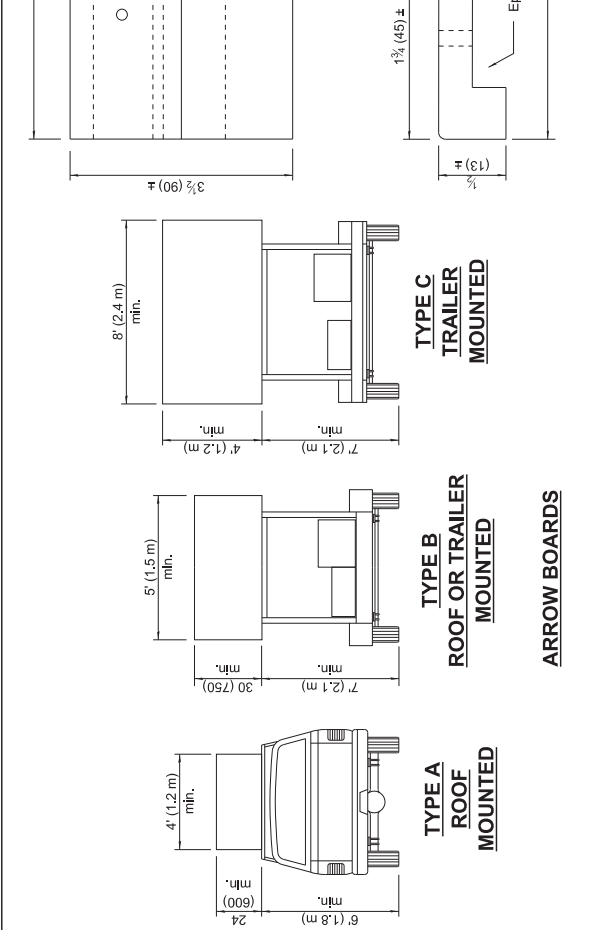 4' (1.2 m)
min.
24
(600)
min.
6' (1.8 m)
min.
TYPE A
ROOF
MOUNTED
5' (1.5 m)
min.
30 (750)
min.
7' (2.1 m)
min.
TYPE B
ROOF OR TRAILER
MOUNTED
8' (2.4 m)
min.
4' (1.2 m)
min.
7' (2.1 m)
min.
TYPE C
TRAILER
MOUNTED
ARROW BOARDS
3½ (90) ±
1¾ (45) ±
½
(13) ±
Ep